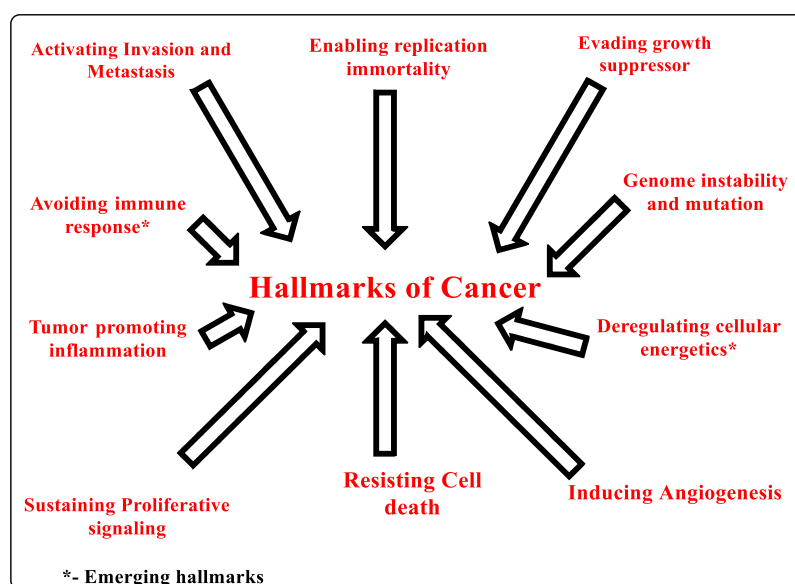 Activating Invasion and
Metastasis
Enabling replication
immortality
Evading growth
suppressor
Avoiding immune
response*
Genome instability
and mutation
Hallmarks of Cancer
Tumor promoting
inflammation
Deregulating cellular
energetics*
Sustaining Proliferative
signaling
Resisting Cell
death
Inducing Angiogenesis
*- Emerging hallmarks